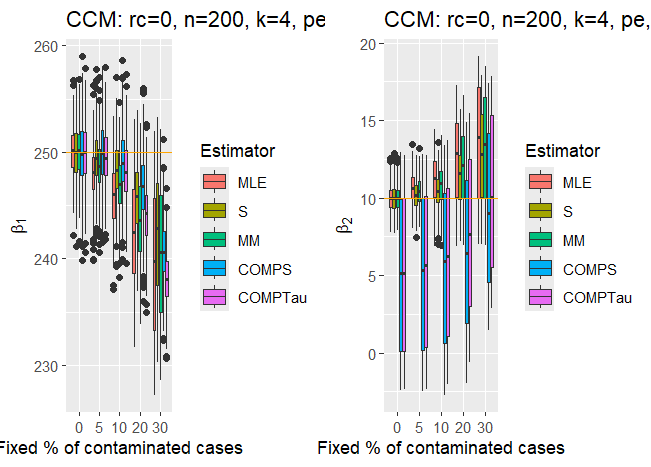 CCM: rc=0, n=200, k=4, pe
CCM: rc=0, n=200, k=4, pe,
260
250
240
230
β1
0 5 10 20 30
Fixed % of contaminated cases
Estimator
MLE
S
MM
COMPS
COMPTau
20
15
10
5
0
β2
0 5 10 20 30
Fixed % of contaminated cases
Estimator
MLE
S
MM
COMPS
COMPTau